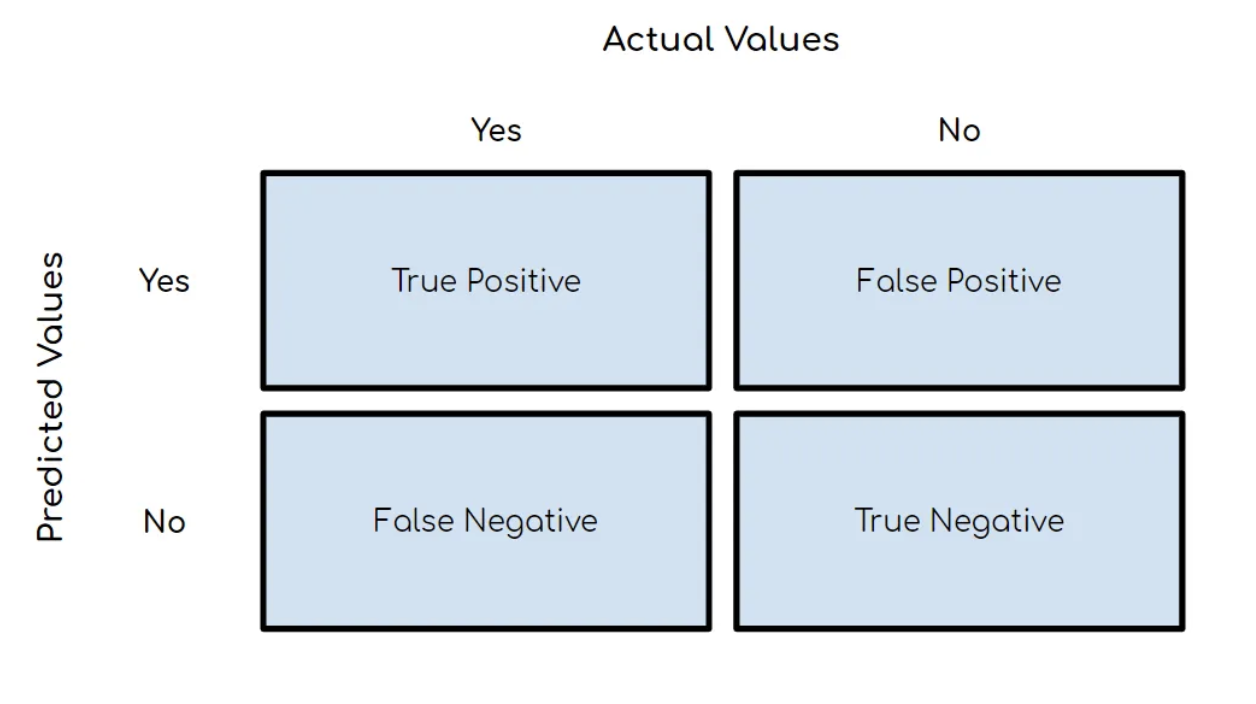 Actual Values
Yes
No
Predicted Values
Yes
True Positive
False Positive
No
False Negative
True Negative